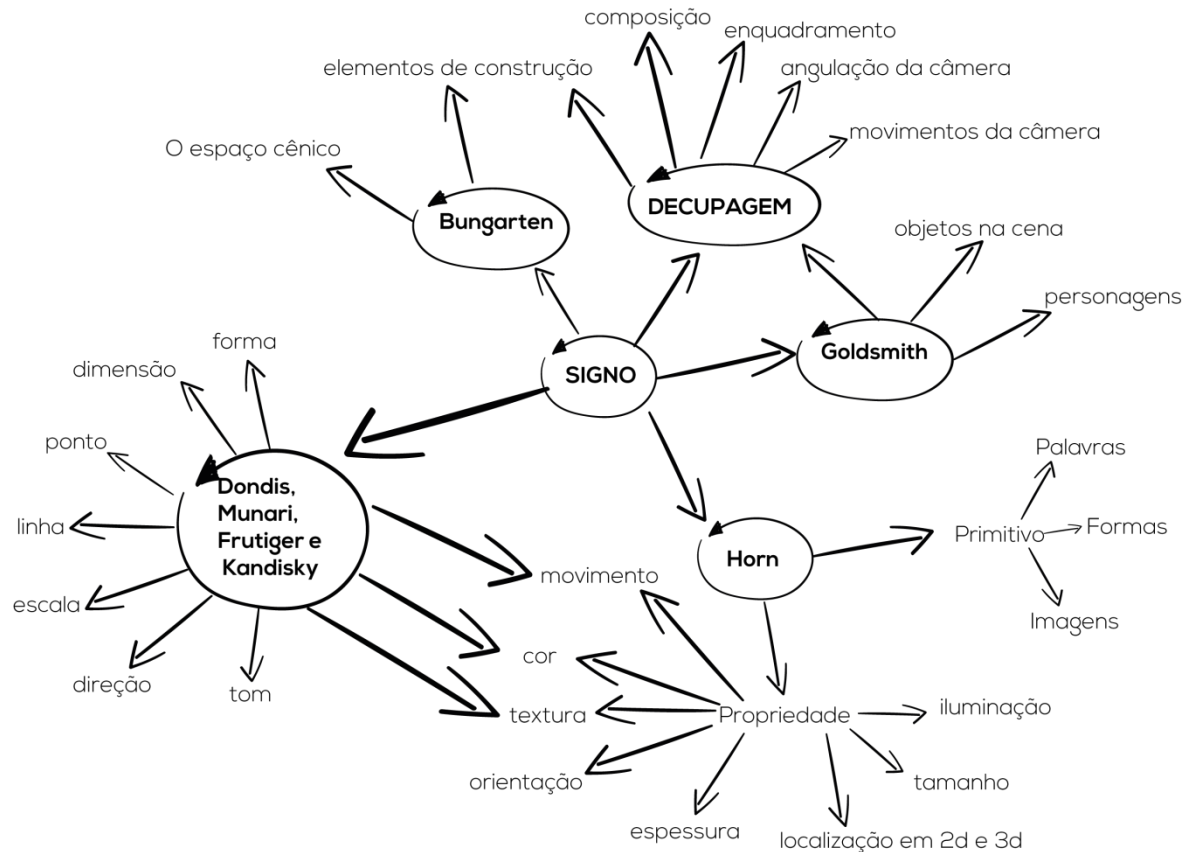 composição
enquadramento
elementos de construção
angulação da câmera
movimentos da câmera
O espaço cênico
DECUPAGEM
Bungarten
objetos na cena
personagens
forma
Goldsmith
dimensão
SIGNO
ponto
Palavras
Dondis,
Munari,
Frutiger e
Kandisky
linha
Primitivo
Formas
Horn
movimento
escala
Imagens
cor
direção
tom
textura
Propriedade
iluminação
orientação
tamanho
espessura
localização em 2d e 3d